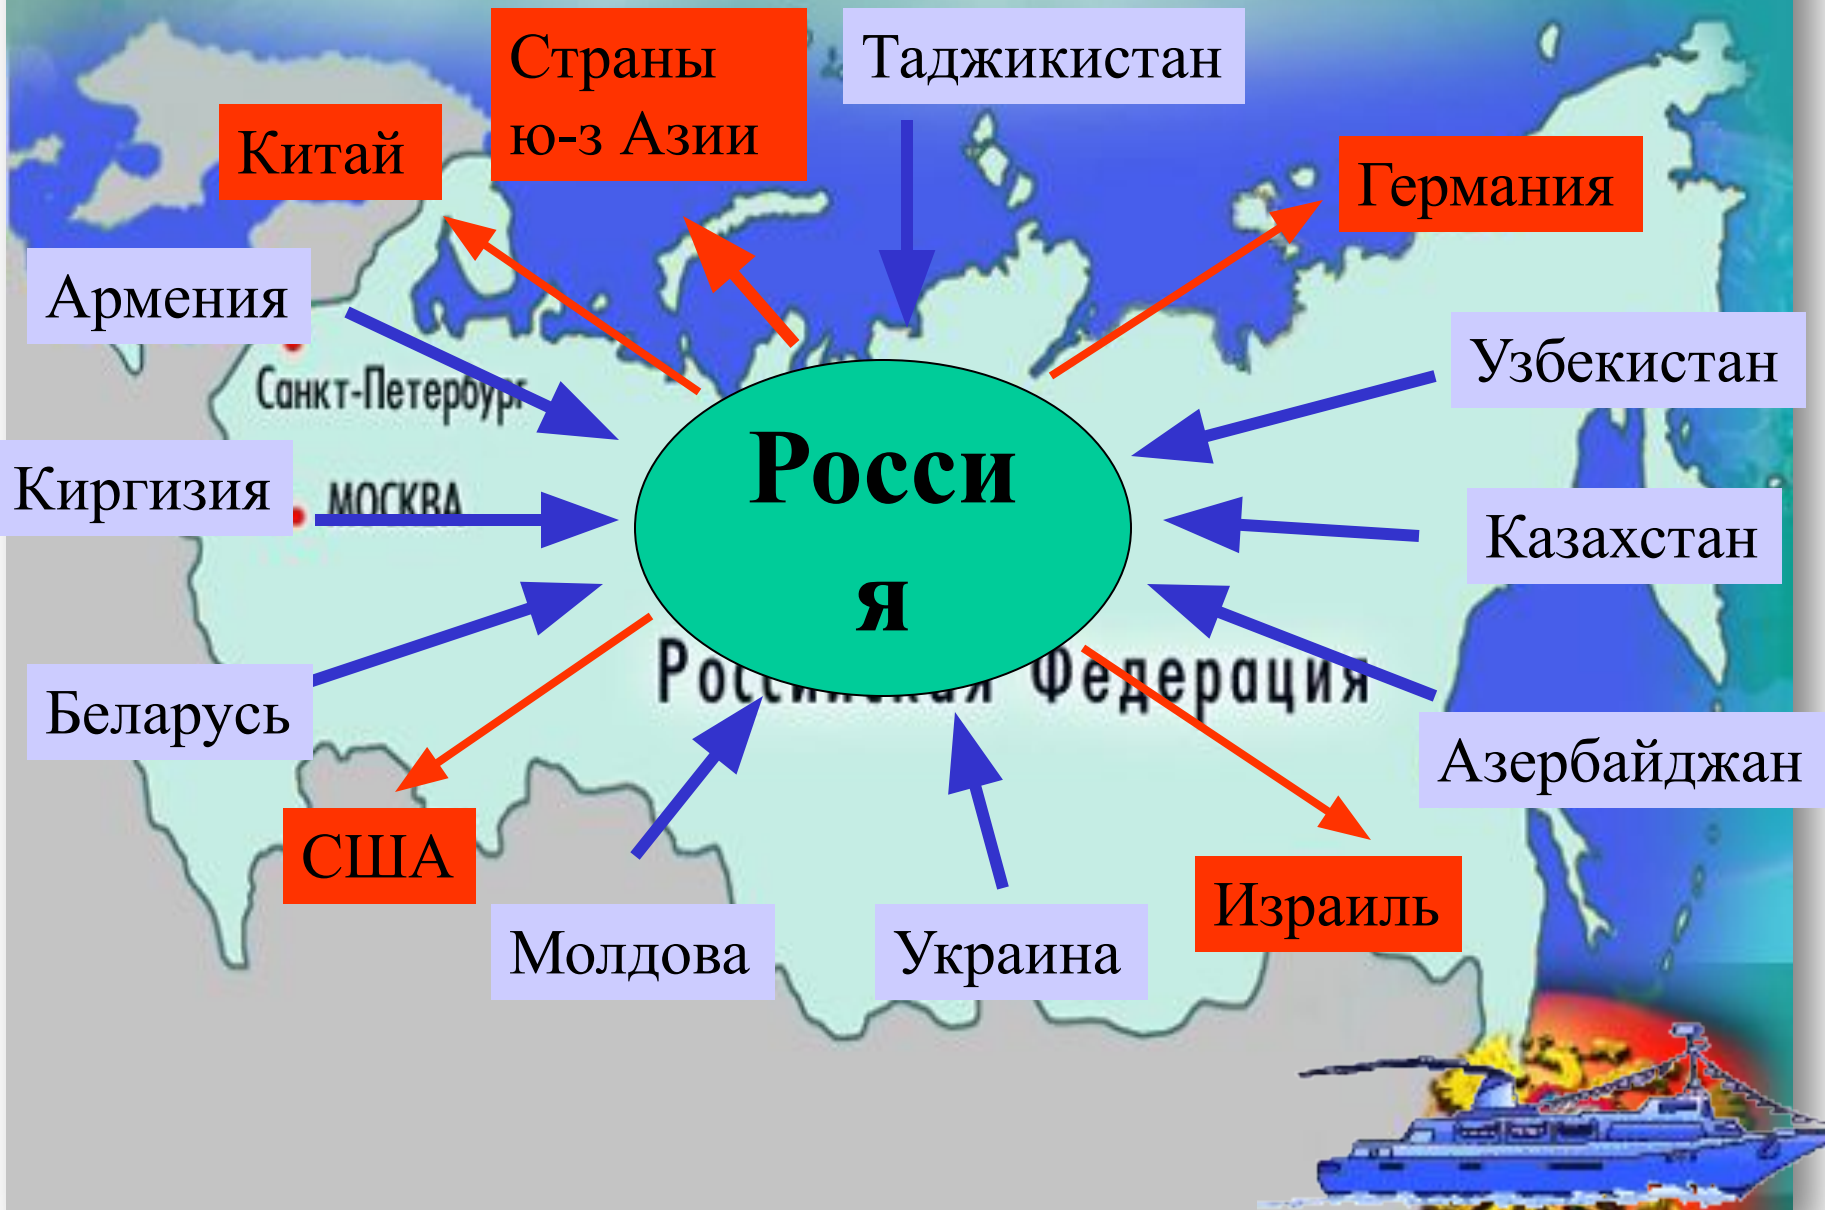 Страны
ю-з Азии
Таджикистан
Китай
Германия
Армения
Узбекистан
Санкт-Петербург
Росси
я
Киргизия
МОСКВА
Казахстан
Российская Федерация
Беларусь
Азербайджан
США
Израиль
Молдова
Украина